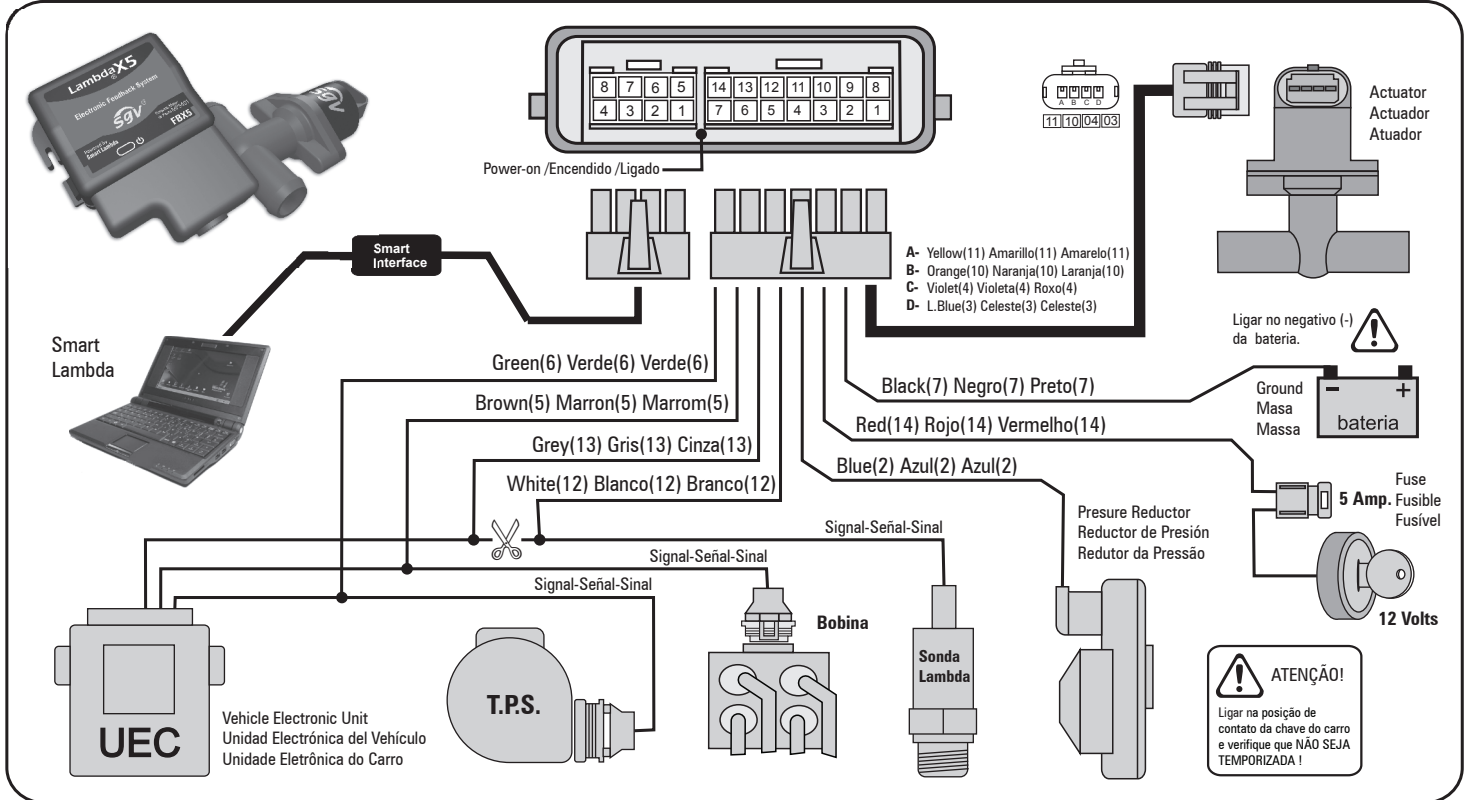 LambdaX5
Electronic Feedback System
sgv
FBX5
Powered by
Smart Lambda
sgv
8 7 6 5
4 3 2 1
14 13 12 11 10 9 8
7 6 5 4 3 2 1
Power-on /Encendido /Ligado
A B C D
11 10 04 03
Actuator
Actuador
Atuador
Smart
Interface
A- Yellow(11) Amarillo(11) Amarelo(11)
B- Orange(10) Naranja(10) Laranja(10)
C- Violet(4) Violeta(4) Roxo(4)
D- L.Blue(3) Celeste(3) Celeste(3)
Smart
Lambda
Ligar no negativo (-)
da bateria.
Green(6) Verde(6) Verde(6)
Brown(5) Marron(5) Marrom(5)
Grey(13) Gris(13) Cinza(13)
White(12) Blanco(12) Branco(12)
Black(7) Negro(7) Preto(7)
Red(14) Rojo(14) Vermelho(14)
Blue(2) Azul(2) Azul(2)
Ground
Masa
Massa
- +
bateria
5 Amp.
Fuse
Fusible
Fusível
12 Volts
Presure Reductor
Reductor de Presión
Redutor da Pressão
Signal-Señal-Sinal
Signal-Señal-Sinal
Signal-Señal-Sinal
UEC
Vehicle Electronic Unit
Unidad Electrónica del Vehículo
Unidade Eletrônica do Carro
T.P.S.
Bobina
Sonda
Lambda
ATENÇÃO!
Ligar na posição de
contato da chave do carro
e verifique que NÃO SEJA
TEMPORIZADA !